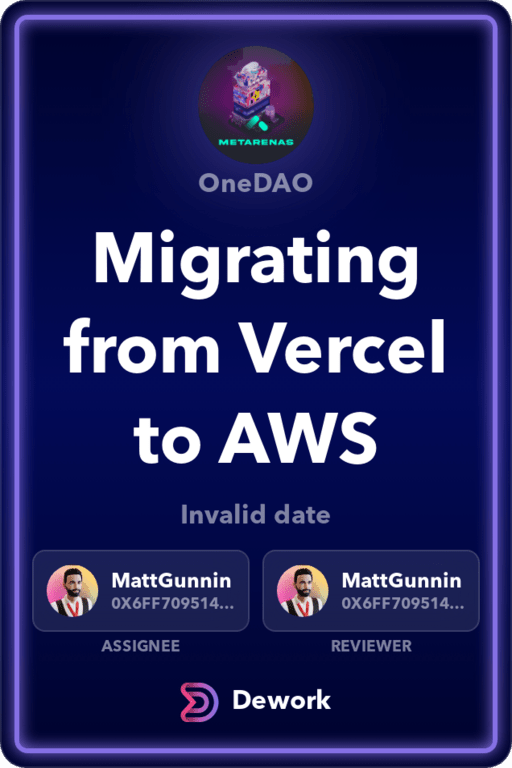 METARENAS
OneDAO
Migrating
from Vercel
to AWS
Invalid date
MattGunnin
0X6FF709514...
MattGunnin
0X6FF709514...
ASSIGNEE
REVIEWER
Dework